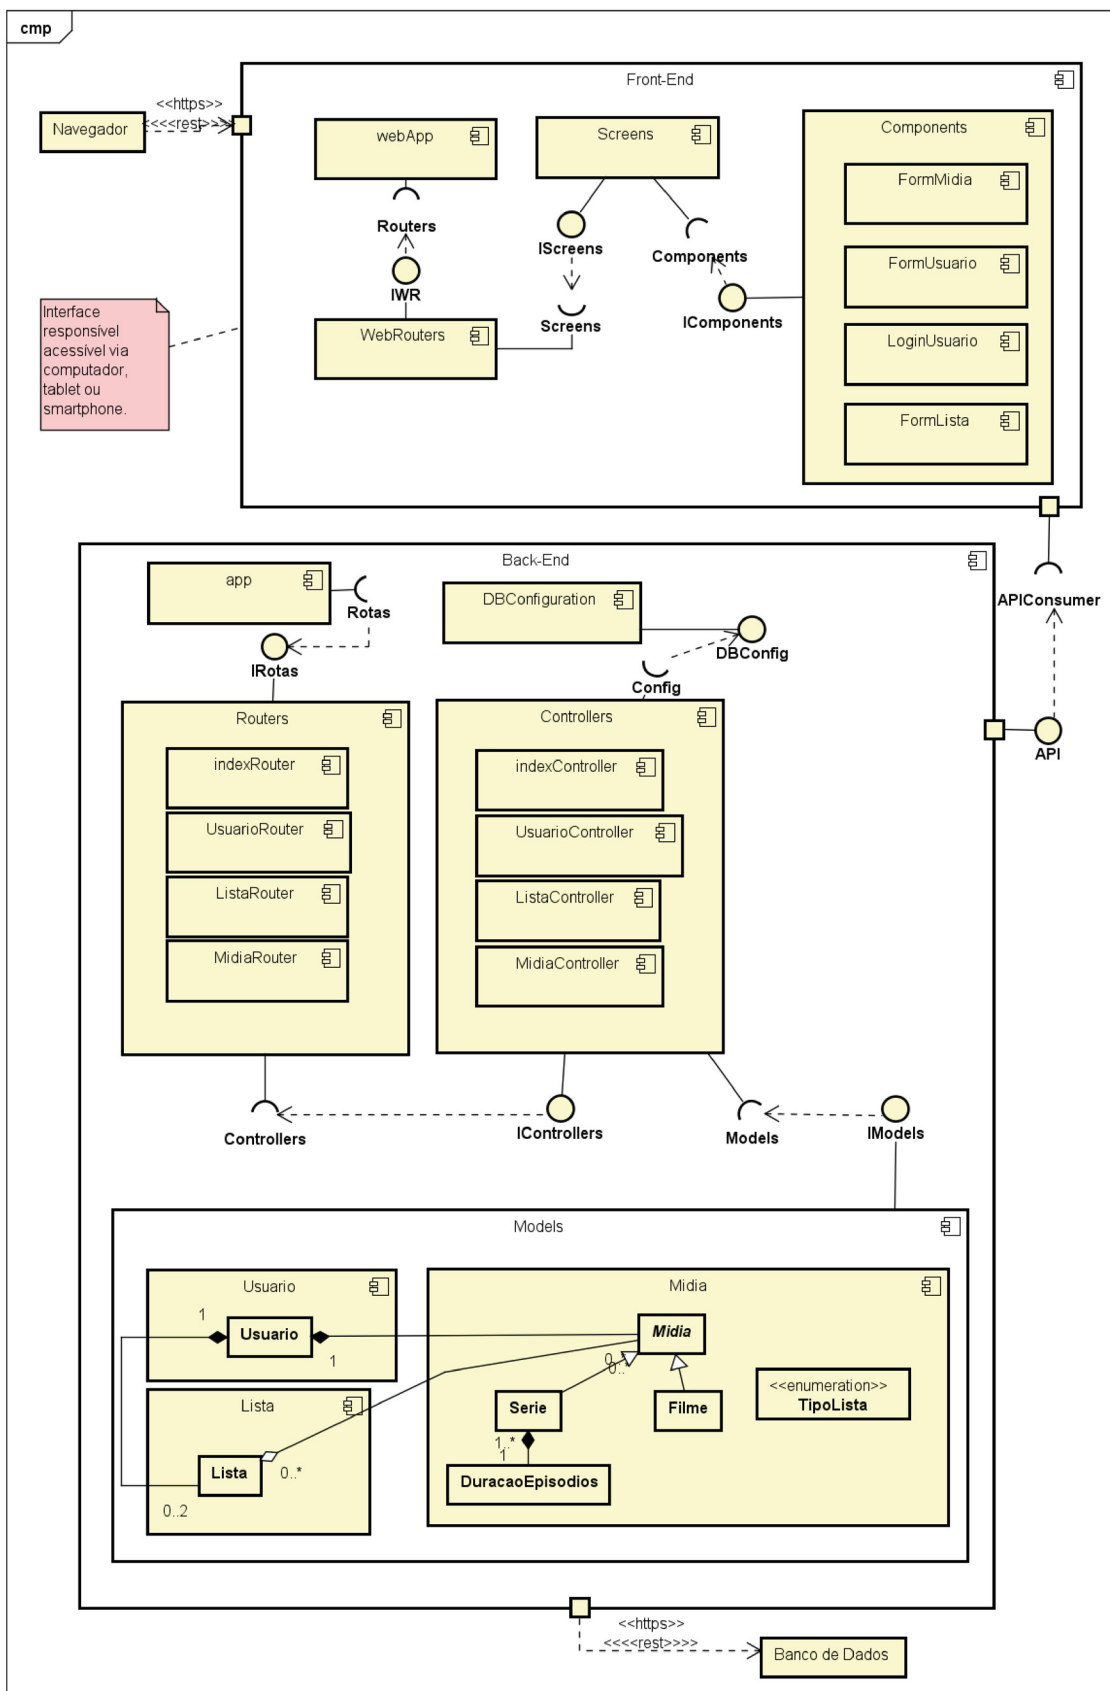 cmp
Front-End
<<https>>
<<<<rest>>>>
Navegador
webApp
Screens
Components
FormMidia
Routers
IScreens
Components
FormUsuario
IWR
IComponents
Interface
responsível
acessível via
computador,
tablet ou
smartphone.
WebRouters
Screens
LoginUsuario
FormLista
Back-End
app
Rotas
DBConfiguration
APIConsumer
IRotas
DBConfig
Config
Routers
Controllers
API
indexRouter
indexController
UsuarioRouter
UsuarioController
ListaRouter
ListaController
MidiaRouter
MidiaController
Controllers
IControllers
Models
IModels
Models
Usuario
Midia
1
Usuario
1
Midia
0..*
0..*
<<enumeration>>
TipoLista
Lista
Serie
Filme
1..*
1
Lista
0..*
DuracaoEpisodios
0..2
<<https>>
<<<<rest>>>>
Banco de Dados